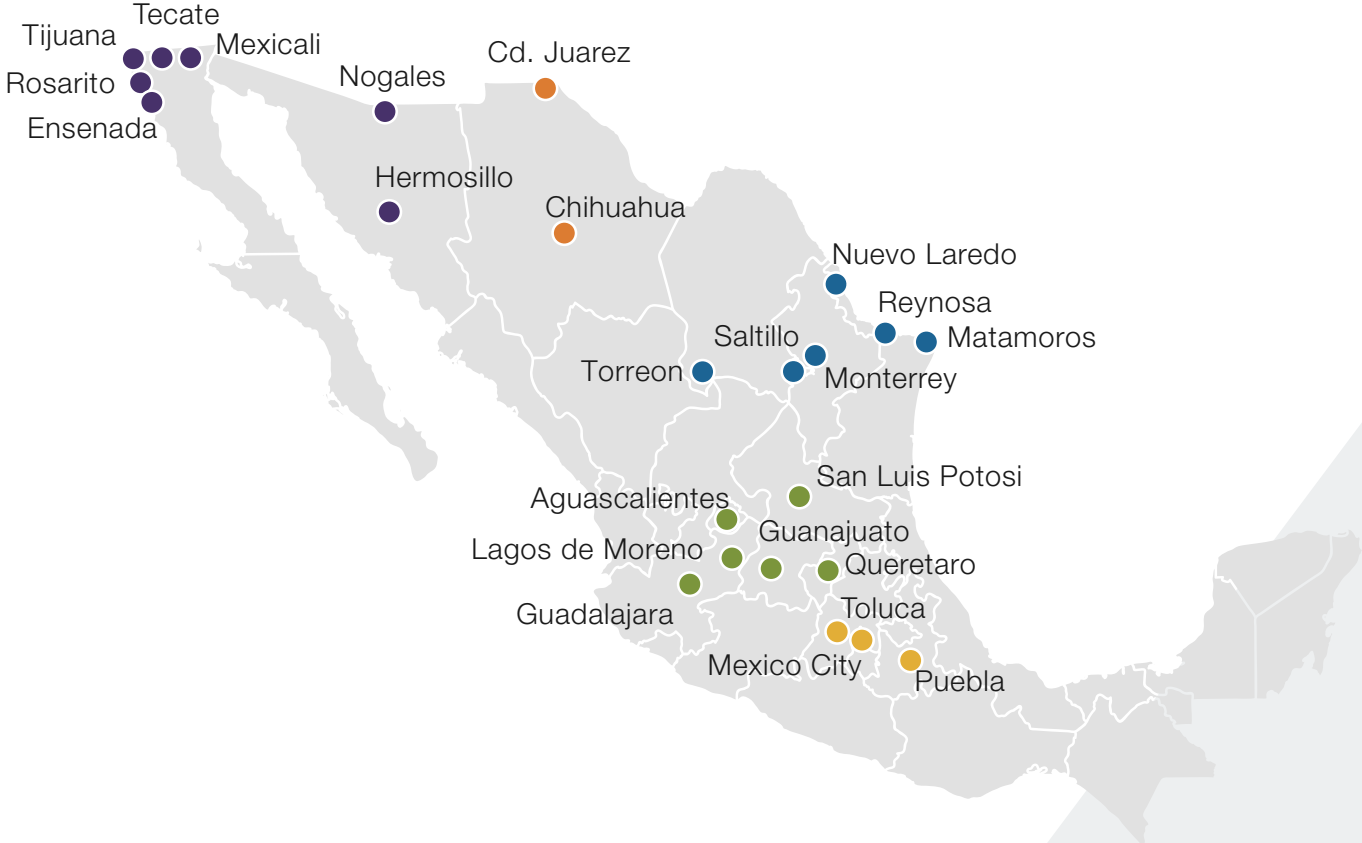 Tecate
Tijuana
Mexicali
Cd. Juarez
Nogales
Rosarito
Ensenada
Hermosillo
Chihuahua
Nuevo Laredo
Reynosa
Saltillo
Matamoros
Torreon
Monterrey
San Luis Potosi
Aguascalientes
Guanajuato
Lagos de Moreno
Queretaro
Toluca
Guadalajara
Mexico City
Puebla